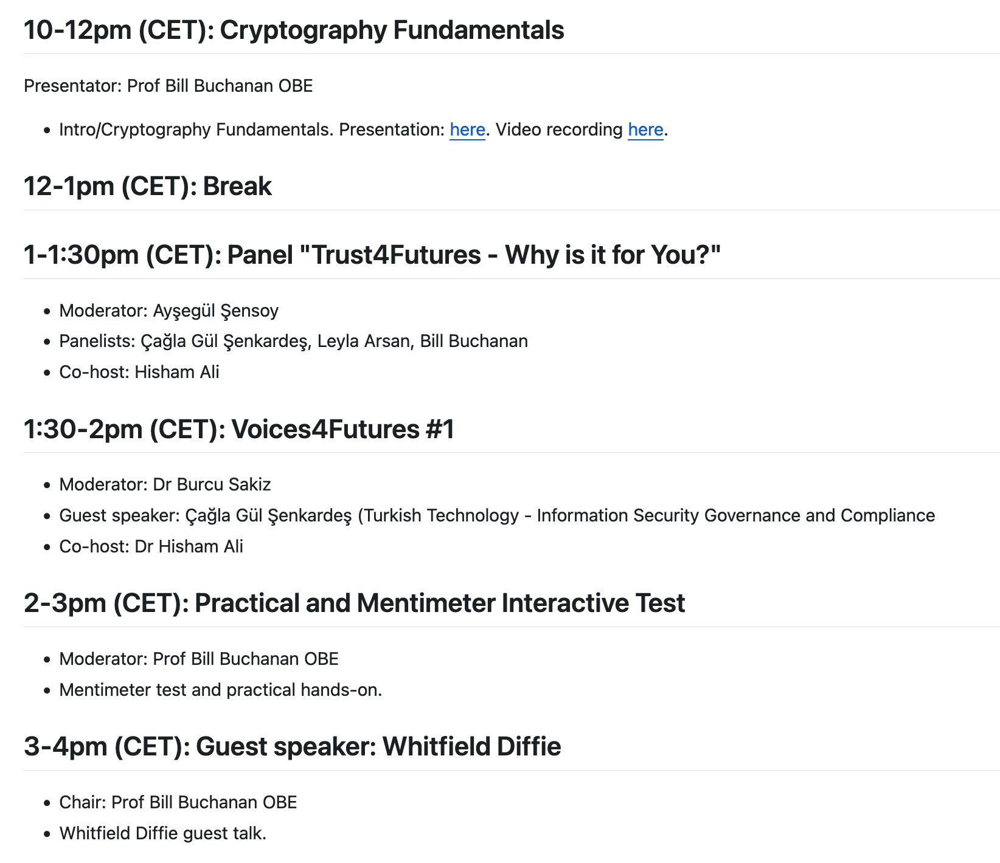 10-12pm (CET): Cryptography Fundamentals
Presentator: Prof Bill Buchanan OBE
• Intro/Cryptography Fundamentals. Presentation: here. Video recording here.
12-1pm (CET): Break
1-1:30pm (CET): Panel "Trust4Futures - Why is it for You?"
• Moderator: Ayşegül Şensoy
• Panelists: Çağla Gül Şenkardeş, Leyla Arsan, Bill Buchanan
• Co-host: Hisham Ali
1:30-2pm (CET): Voices4Futures #1
• Moderator: Dr Burcu Sakiz
• Guest speaker: Çağla Gül Şenkardeş (Turkish Technology - Information Security Governance and Compliance
• Co-host: Dr Hisham Ali
2-3pm (CET): Practical and Mentimeter Interactive Test
• Moderator: Prof Bill Buchanan OBE
• Mentimeter test and practical hands-on.
3-4pm (CET): Guest speaker: Whitfield Diffie
• Chair: Prof Bill Buchanan OBE
• Whitfield Diffie guest talk.